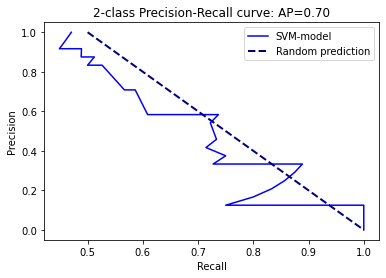 2-class Precision-Recall curve: AP=0.70
SVM-model
Random prediction
Precision
1.0
0.8
0.6
0.4
0.2
0.0
0.5 0.6 0.7 0.8 0.9 1.0
Recall